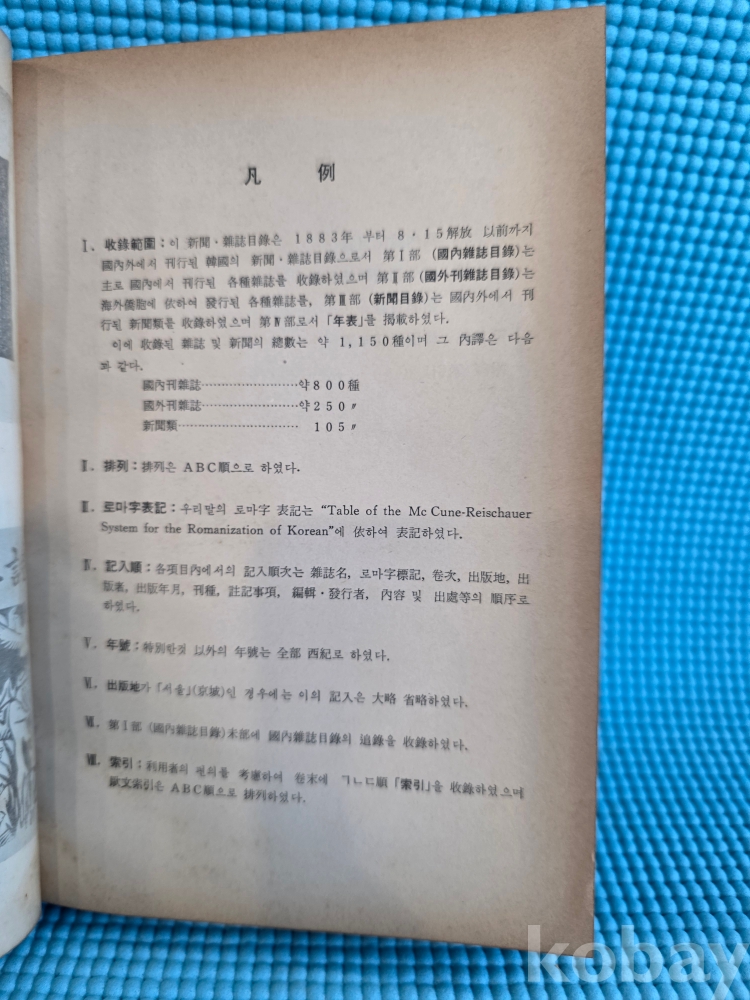 凡 例
Ⅰ. 收錄範圍：이 新聞、雜誌目錄은 1883年 부터 8·15解放 以前까지
國內外에서 刊行된 韓國의 新聞、雜誌目錄으로서 第Ⅰ部 (國內雜誌目錄)는
主로 國內에서 刊行된 各種雜誌를 收錄하였으며 第Ⅱ部 (國外刊雜誌目錄)는
海外僑胞에 依하여 發行된 各種雜誌를, 第Ⅲ部 (新聞目錄)는 國內外에서 刊
行된 新聞類를 收錄하였으며 第Ⅳ部로서 「年表」를 揭載하였다.
이에 收錄된 雜誌 및 新聞의 總數는 약 1,150種이며 그 內譯은 다음
과 같다.
國內刊雜誌……………………약 800種
國外刊雜誌……………………약 250〃
新聞類………………………… 105〃
Ⅱ. 排列：排列은 ABC順으로 하였다.
Ⅲ. 로마字表記：우리말의 로마字 表記는 “Table of the Mc Cune-Reischauer
System for the Romanization of Korean”에 依하여 表記하였다.
Ⅳ. 記入順：各項目內에서의 記入順次는 雜誌名, 로마字標記, 卷次, 出版地, 出
版者, 出版年月, 刊種, 註記事項, 編輯·發行者, 內容 및 出處等의 順序로
하였다.
Ⅴ. 年號：特別한것 以外의 年號는 全部 西紀로 하였다.
Ⅵ. 出版地가 「서울」(京城)인 경우에는 이의 記入은 大略 省略하였다.
Ⅶ. 第Ⅰ部 (國內雜誌目錄)末部에 國內雜誌目錄의 追錄을 收錄하였다.
Ⅷ. 索引：利用者의 편의를 考慮하여 卷末에 ㄱㄴㄷ順 「索引」을 收錄하였으며
歐文索引은 ABC順으로 排列하였다.
kobay